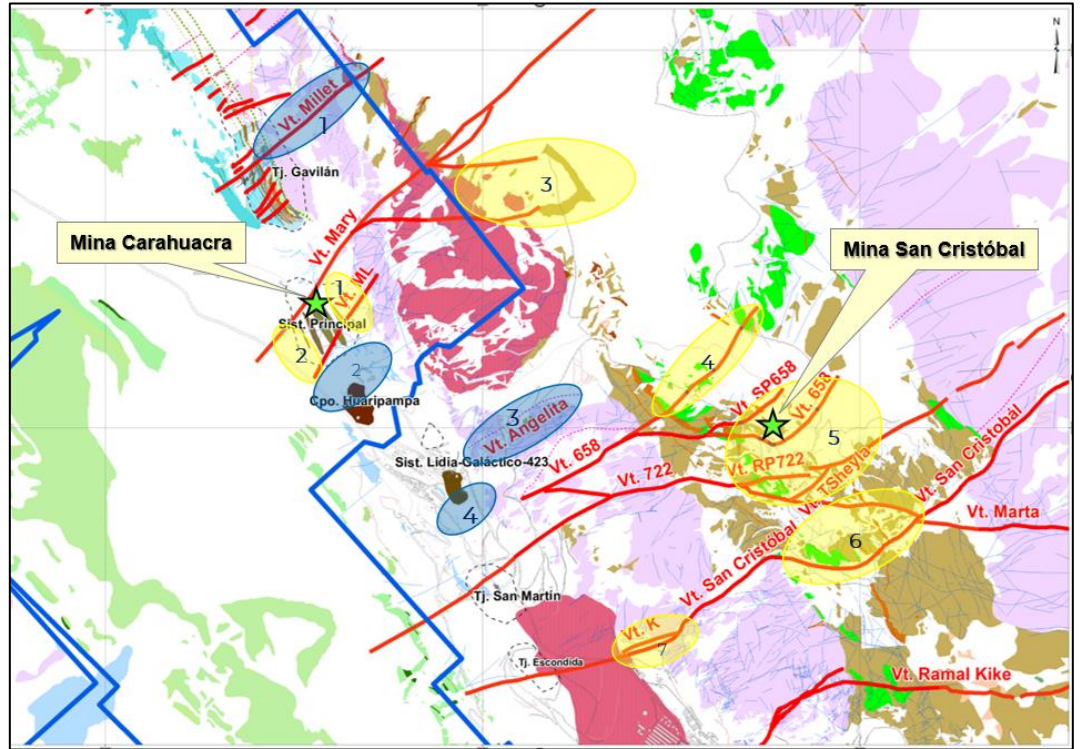 N
Vt. Millet
1
Tj. Gavilán
3
Mina Carahuacra
Mina San Cristóbal
Vt. Mary
1
Vt. ML
Sist. Principal
2
2
Cpo. Huaripampa
4
Vt. SP658
Vt. 658
3
Vt. Angelita
5
Vt. 658
Vt. RP722
Sist. Lidia-Galáctico-423
Vt. 722
Vt. TSheyla
Vt. San Cristobál
4
Vt. Marta
6
Vt. San Cristóbal
Tj. San Martín
Vt. K
7
Tj. Escondida
Vt. Ramal Kike